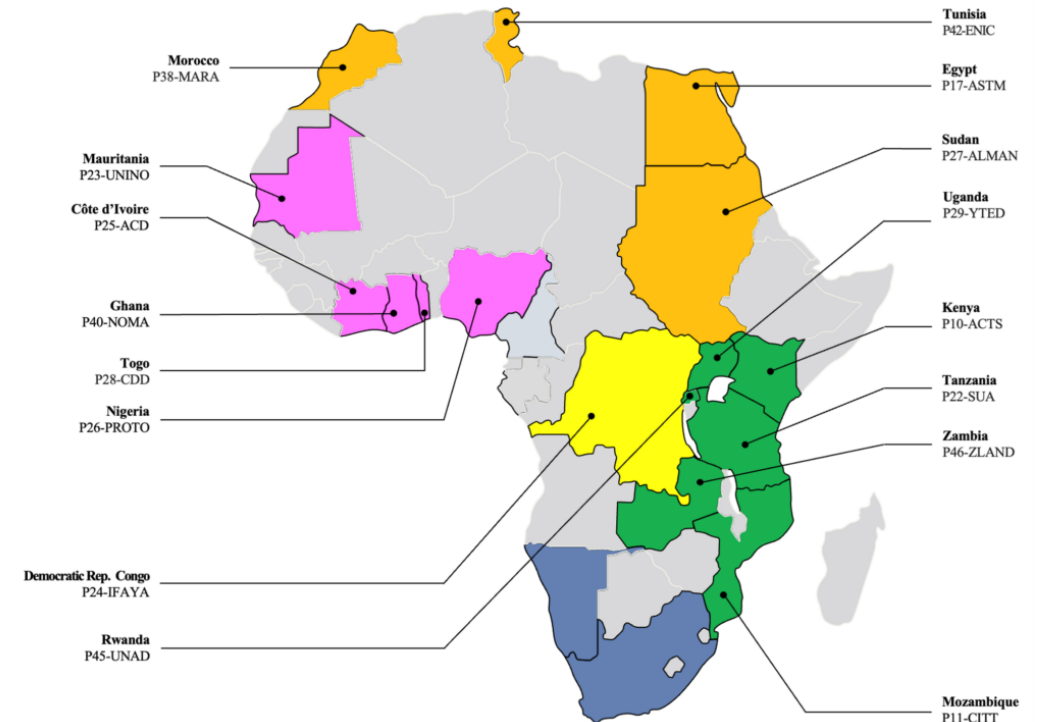 Morocco
P38-MARA
Mauritania
P23-UNINO
Côte d'Ivoire
P25-ACD
Ghana
P40-NOMA
Togo
P28-CDD
Nigeria
P26-PROTO
Democratic Rep. Congo
P24-IFAYA
Rwanda
P45-UNAD
Tunisia
P42-ENIC
Egypt
P17-ASTM
Sudan
P27-ALMAN
Uganda
P29-YTED
Kenya
P10-ACTS
Tanzania
P22-SUA
Zambia
P46-ZLAND
Mozambique
P11-CITT